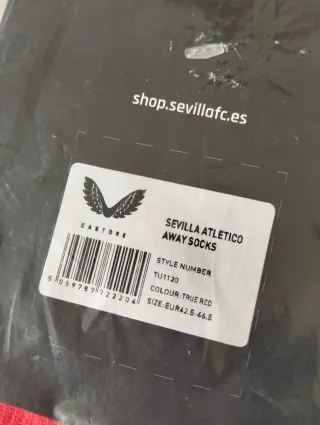 shop.sevillafc.es
CASTORE
SEVILLA ATLETICO
AWAY SOCKS
STYLE NUMBER
TU1120
COLOUR: TRUE RED
SIZE: EUR42.5-46.5
5 059787 722204